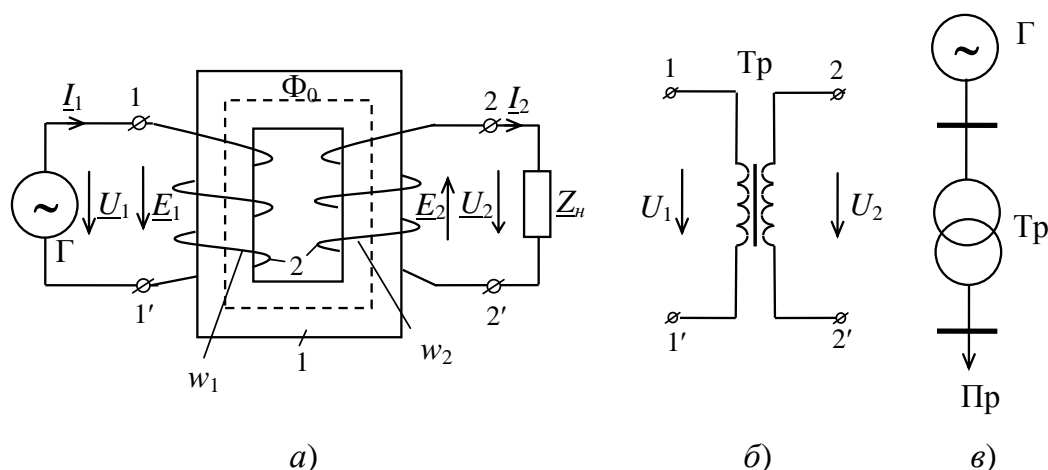 I₁ 1 Φ₀ 2 I₂
~ Г U₁ E₁ 2 E₂ U₂ Zн
1′ 2′
w₁ 1 w₂
а)
1 Тр 2
U₁ U₂
1′ 2′
б)
~ Г
Тр
Пр
в)